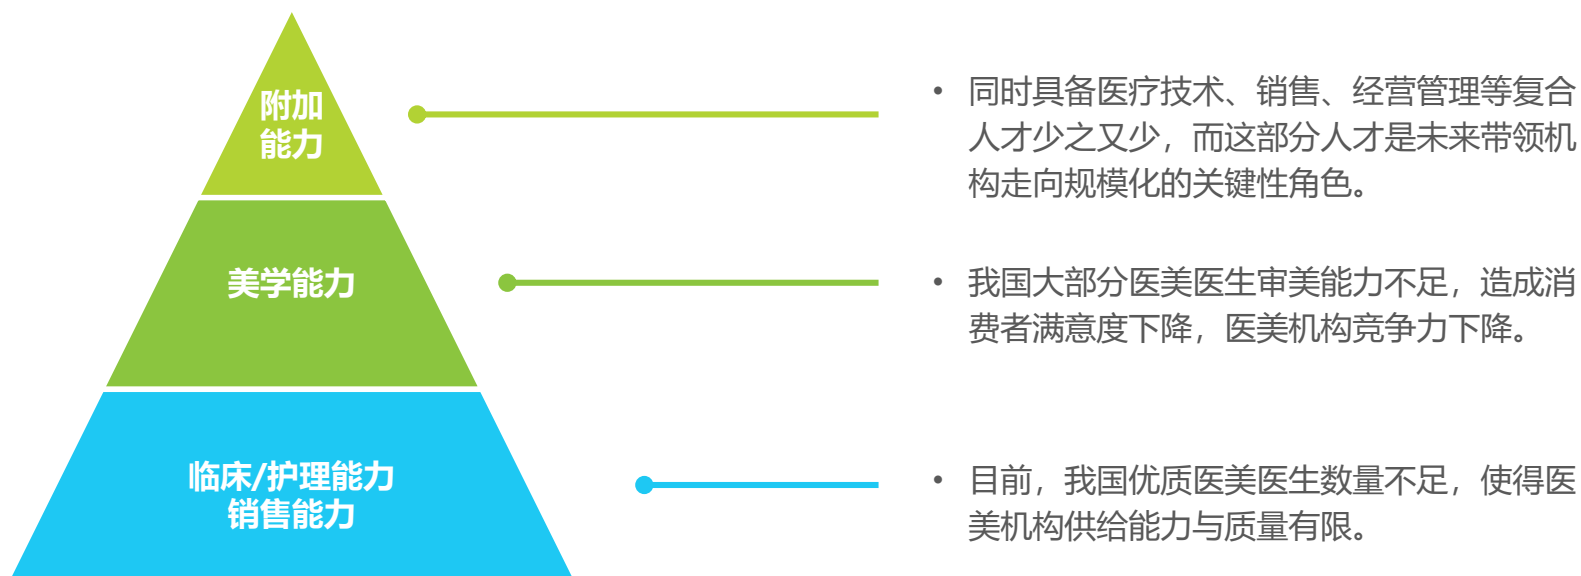 附加
能力
• 同时具备医疗技术、销售、经营管理等复合
人才少之又少，而这部分人才是未来带领机
构走向规模化的关键性角色。
美学能力
• 我国大部分医美医生审美能力不足，造成消
费者满意度下降，医美机构竞争力下降。
临床/护理能力
销售能力
• 目前，我国优质医美医生数量不足，使得医
美机构供给能力与质量有限。